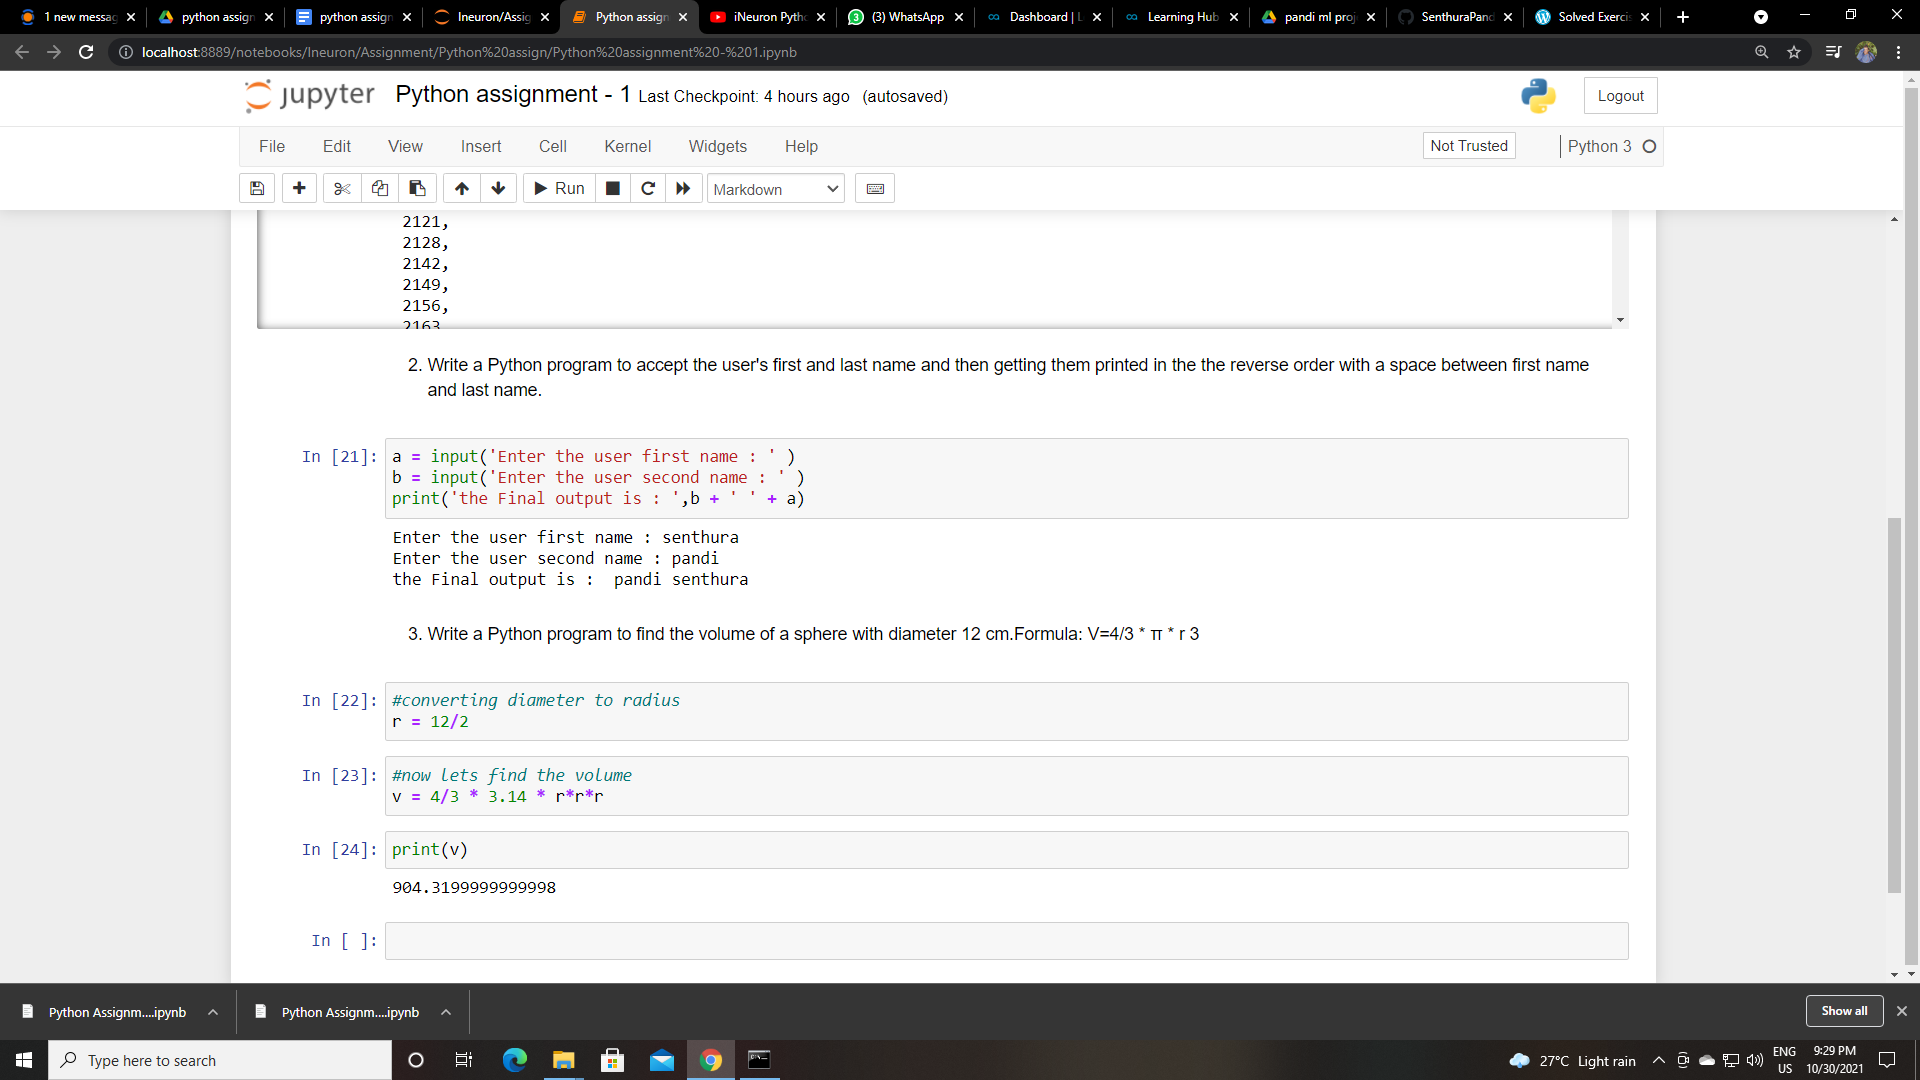 1 new messag
python assign
python assign
Ineuron/Assig
Python assign
iNeuron Pytho
(3) WhatsApp
Dashboard | L
Learning Hub
pandi ml proj
SenthuraPand
Solved Exerci
localhost:8889/notebooks/Ineuron/Assignment/Python%20assign/Python%20assignment%20-%201.ipynb
jupyter Python assignment - 1 Last Checkpoint: 4 hours ago (autosaved)
Logout
File Edit View Insert Cell Kernel Widgets Help
Not Trusted
Python 3
Run
Markdown
2121,
2128,
2142,
2149,
2156,
2163
2. Write a Python program to accept the user's first and last name and then getting them printed in the the reverse order with a space between first name
and last name.
In [21]:
a = input('Enter the user first name : ' )
b = input('Enter the user second name : ' )
print('the Final output is : ',b + ' ' + a)
Enter the user first name : senthura
Enter the user second name : pandi
the Final output is :  pandi senthura
3. Write a Python program to find the volume of a sphere with diameter 12 cm.Formula: V=4/3 * π * r 3
In [22]:
#converting diameter to radius
r = 12/2
In [23]:
#now lets find the volume
v = 4/3 * 3.14 * r*r*r
In [24]:
print(v)
904.3199999999998
In [ ]:
Python Assignm....ipynb
Python Assignm....ipynb
Show all
Type here to search
27°C Light rain
ENG
US
9:29 PM
10/30/2021